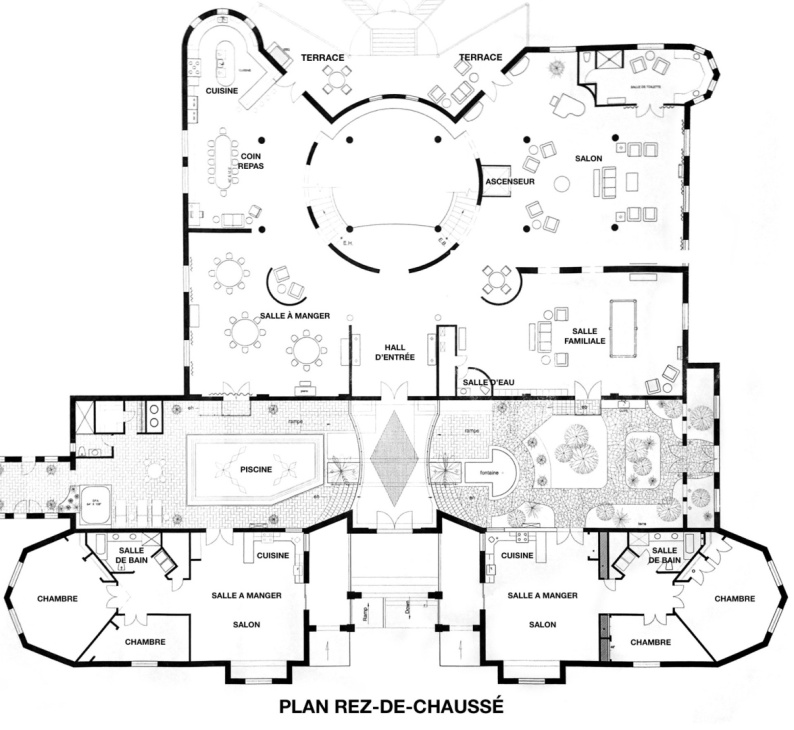 TERRACE
TERRACE
CUISINE
SALLE DE TOILETTE
COIN
REPAS
SALON
ASCENSEUR
E.H.
SALLE À MANGER
HALL
D'ENTRÉE
SALLE
FAMILIALE
SALLE D'EAU
rampe
rampe
PISCINE
fontaine
SALLE
DE BAIN
CUISINE
CUISINE
SALLE
DE BAIN
CHAMBRE
SALLE A MANGER
SALLE A MANGER
CHAMBRE
Ramp
Down
SALON
SALON
CHAMBRE
CHAMBRE
PLAN REZ-DE-CHAUSSÉ